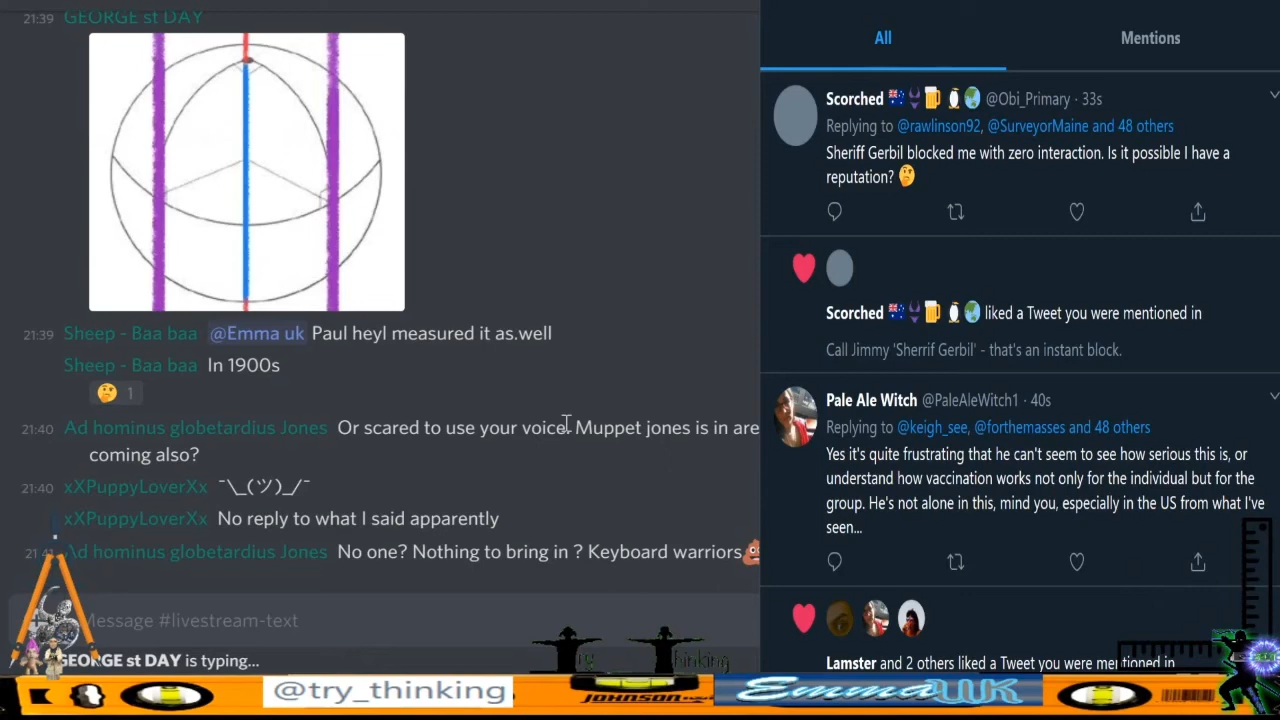 21:39 GEORGE st DAY
21:39 Sheep - Baa baa @Emma uk Paul heyl measured it as.well
Sheep - Baa baa In 1900s
🤔 1
21:40 Ad hominus globetardius Jones Or scared to use your voice. Muppet jones is in are
coming also?
21:40 xXPuppyLoverXx ¯\_(ツ)_/¯
xXPuppyLoverXx No reply to what I said apparently
Ad hominus globetardius Jones No one? Nothing to bring in ? Keyboard warriors💩
Message #livestream-text
GEORGE st DAY is typing...
All
Mentions
Scorched 🇦🇺 @Obi_Primary · 33s
Replying to @rawlinson92, @SurveyorMaine and 48 others
Sheriff Gerbil blocked me with zero interaction. Is it possible I have a
reputation? 🤔
Scorched 🇦🇺 liked a Tweet you were mentioned in
Call Jimmy 'Sherrif Gerbil' - that's an instant block.
Pale Ale Witch @PaleAleWitch1 · 40s
Replying to @keigh_see, @forthemasses and 48 others
Yes it's quite frustrating that he can't seem to see how serious this is, or
understand how vaccination works not only for the individual but for the
group. He's not alone in this, mind you, especially in the US from what I've
seen...
Lamster and 2 others liked a Tweet you were mentioned in
@try_thinking
JOHNSON
EmmaUK